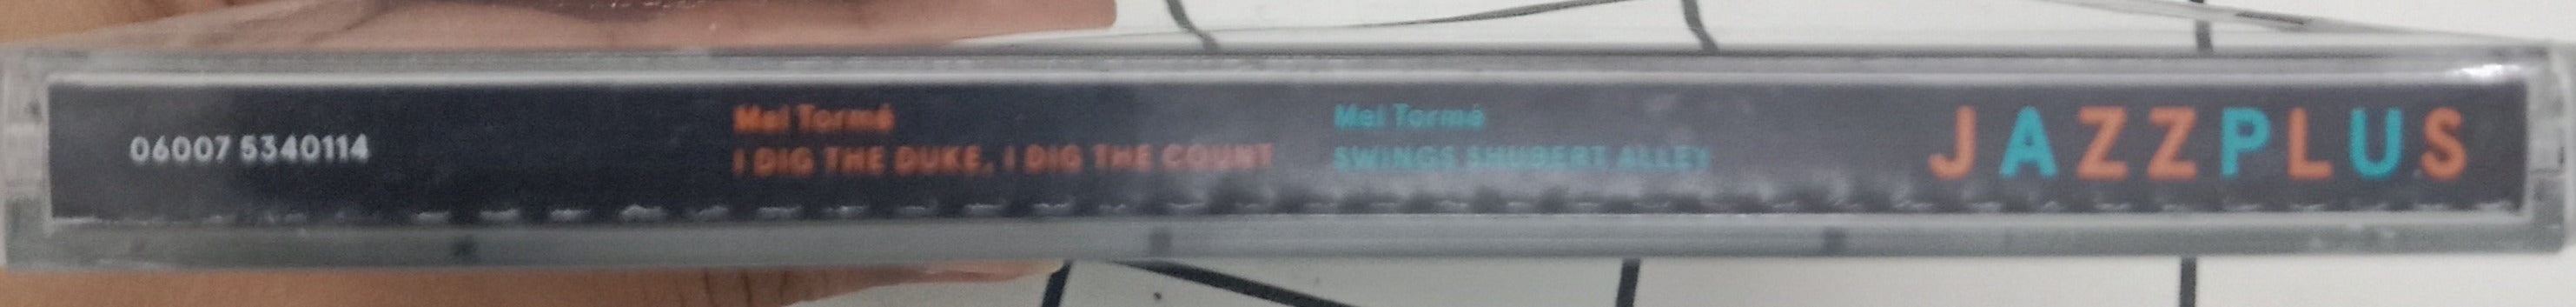 06007 5340114
Mel Tormé
I DIG THE DUKE, I DIG THE COUNT
Mel Tormé
SWINGS SHUBERT ALLEY
JAZZPLUS